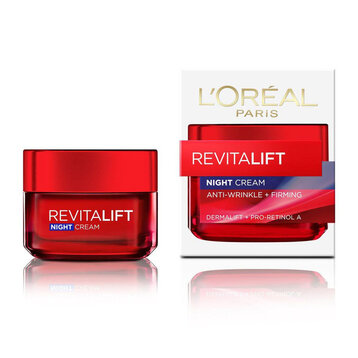 L'ORÉAL
PARIS
REVITALIFT
NIGHT CREAM
ANTI-WRINKLE + FIRMING
DERMALIFT + PRO-RETINOL A
REVITALIFT
NIGHT CREAM